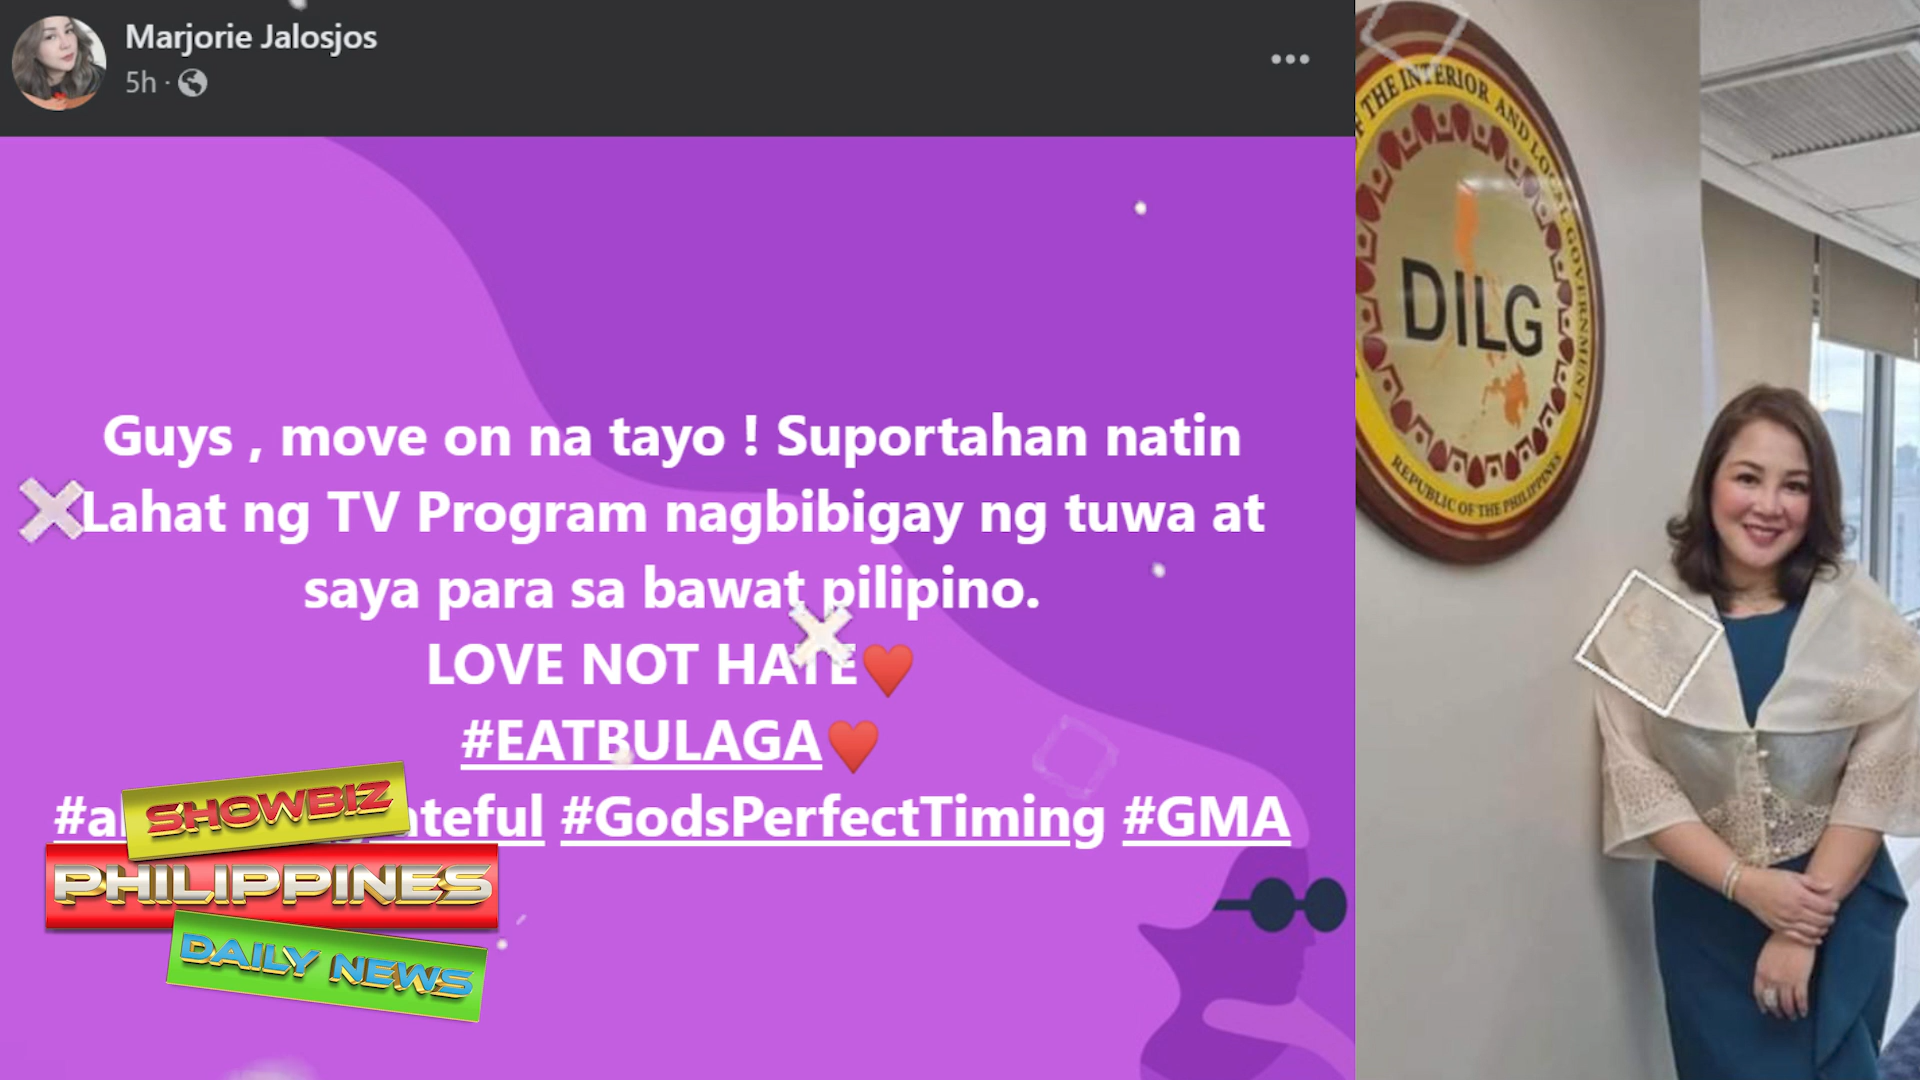 Marjorie Jalosjos
5h ·
Guys , move on na tayo ! Suportahan natin
Lahat ng TV Program nagbibigay ng tuwa at
saya para sa bawat pilipino.
LOVE NOT HATE❤️
#EATBULAGA❤️
#GodsPerfectTiming #GMA
SHOWBIZ
PHILIPPINES
DAILY NEWS
OF THE INTERIOR AND LOCAL GOVERNMENT
DILG
REPUBLIC OF THE PHILIPPINES